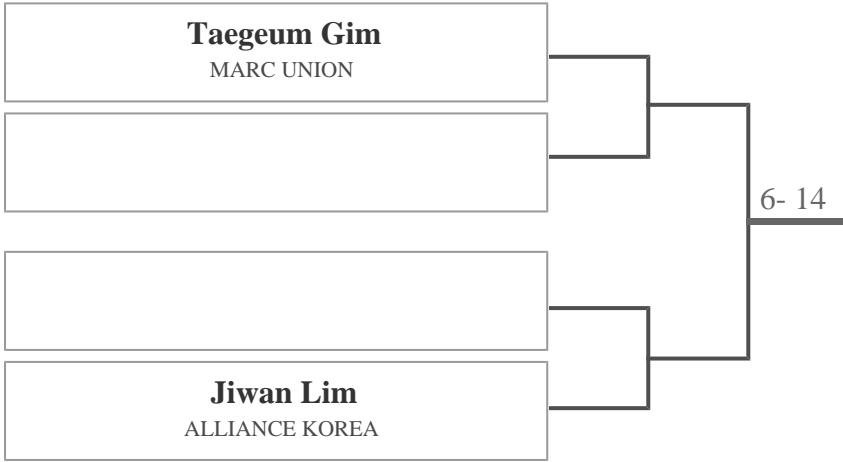 Taegeum Gim
MARC UNION
6- 14
Jiwan Lim
ALLIANCE KOREA